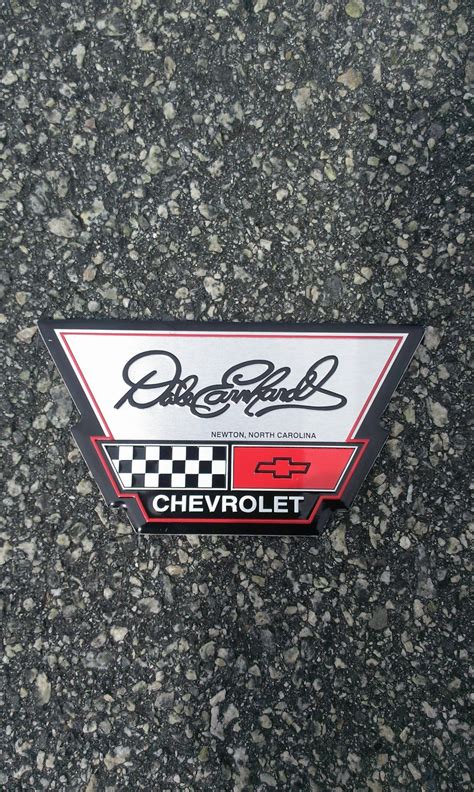 Dale Earnhardt
NEWTON, NORTH CAROLINA
CHEVROLET